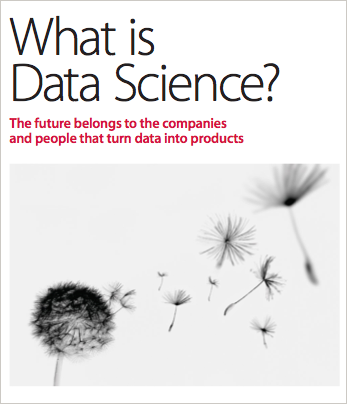 What is
Data Science?
The future belongs to the companies
and people that turn data into products